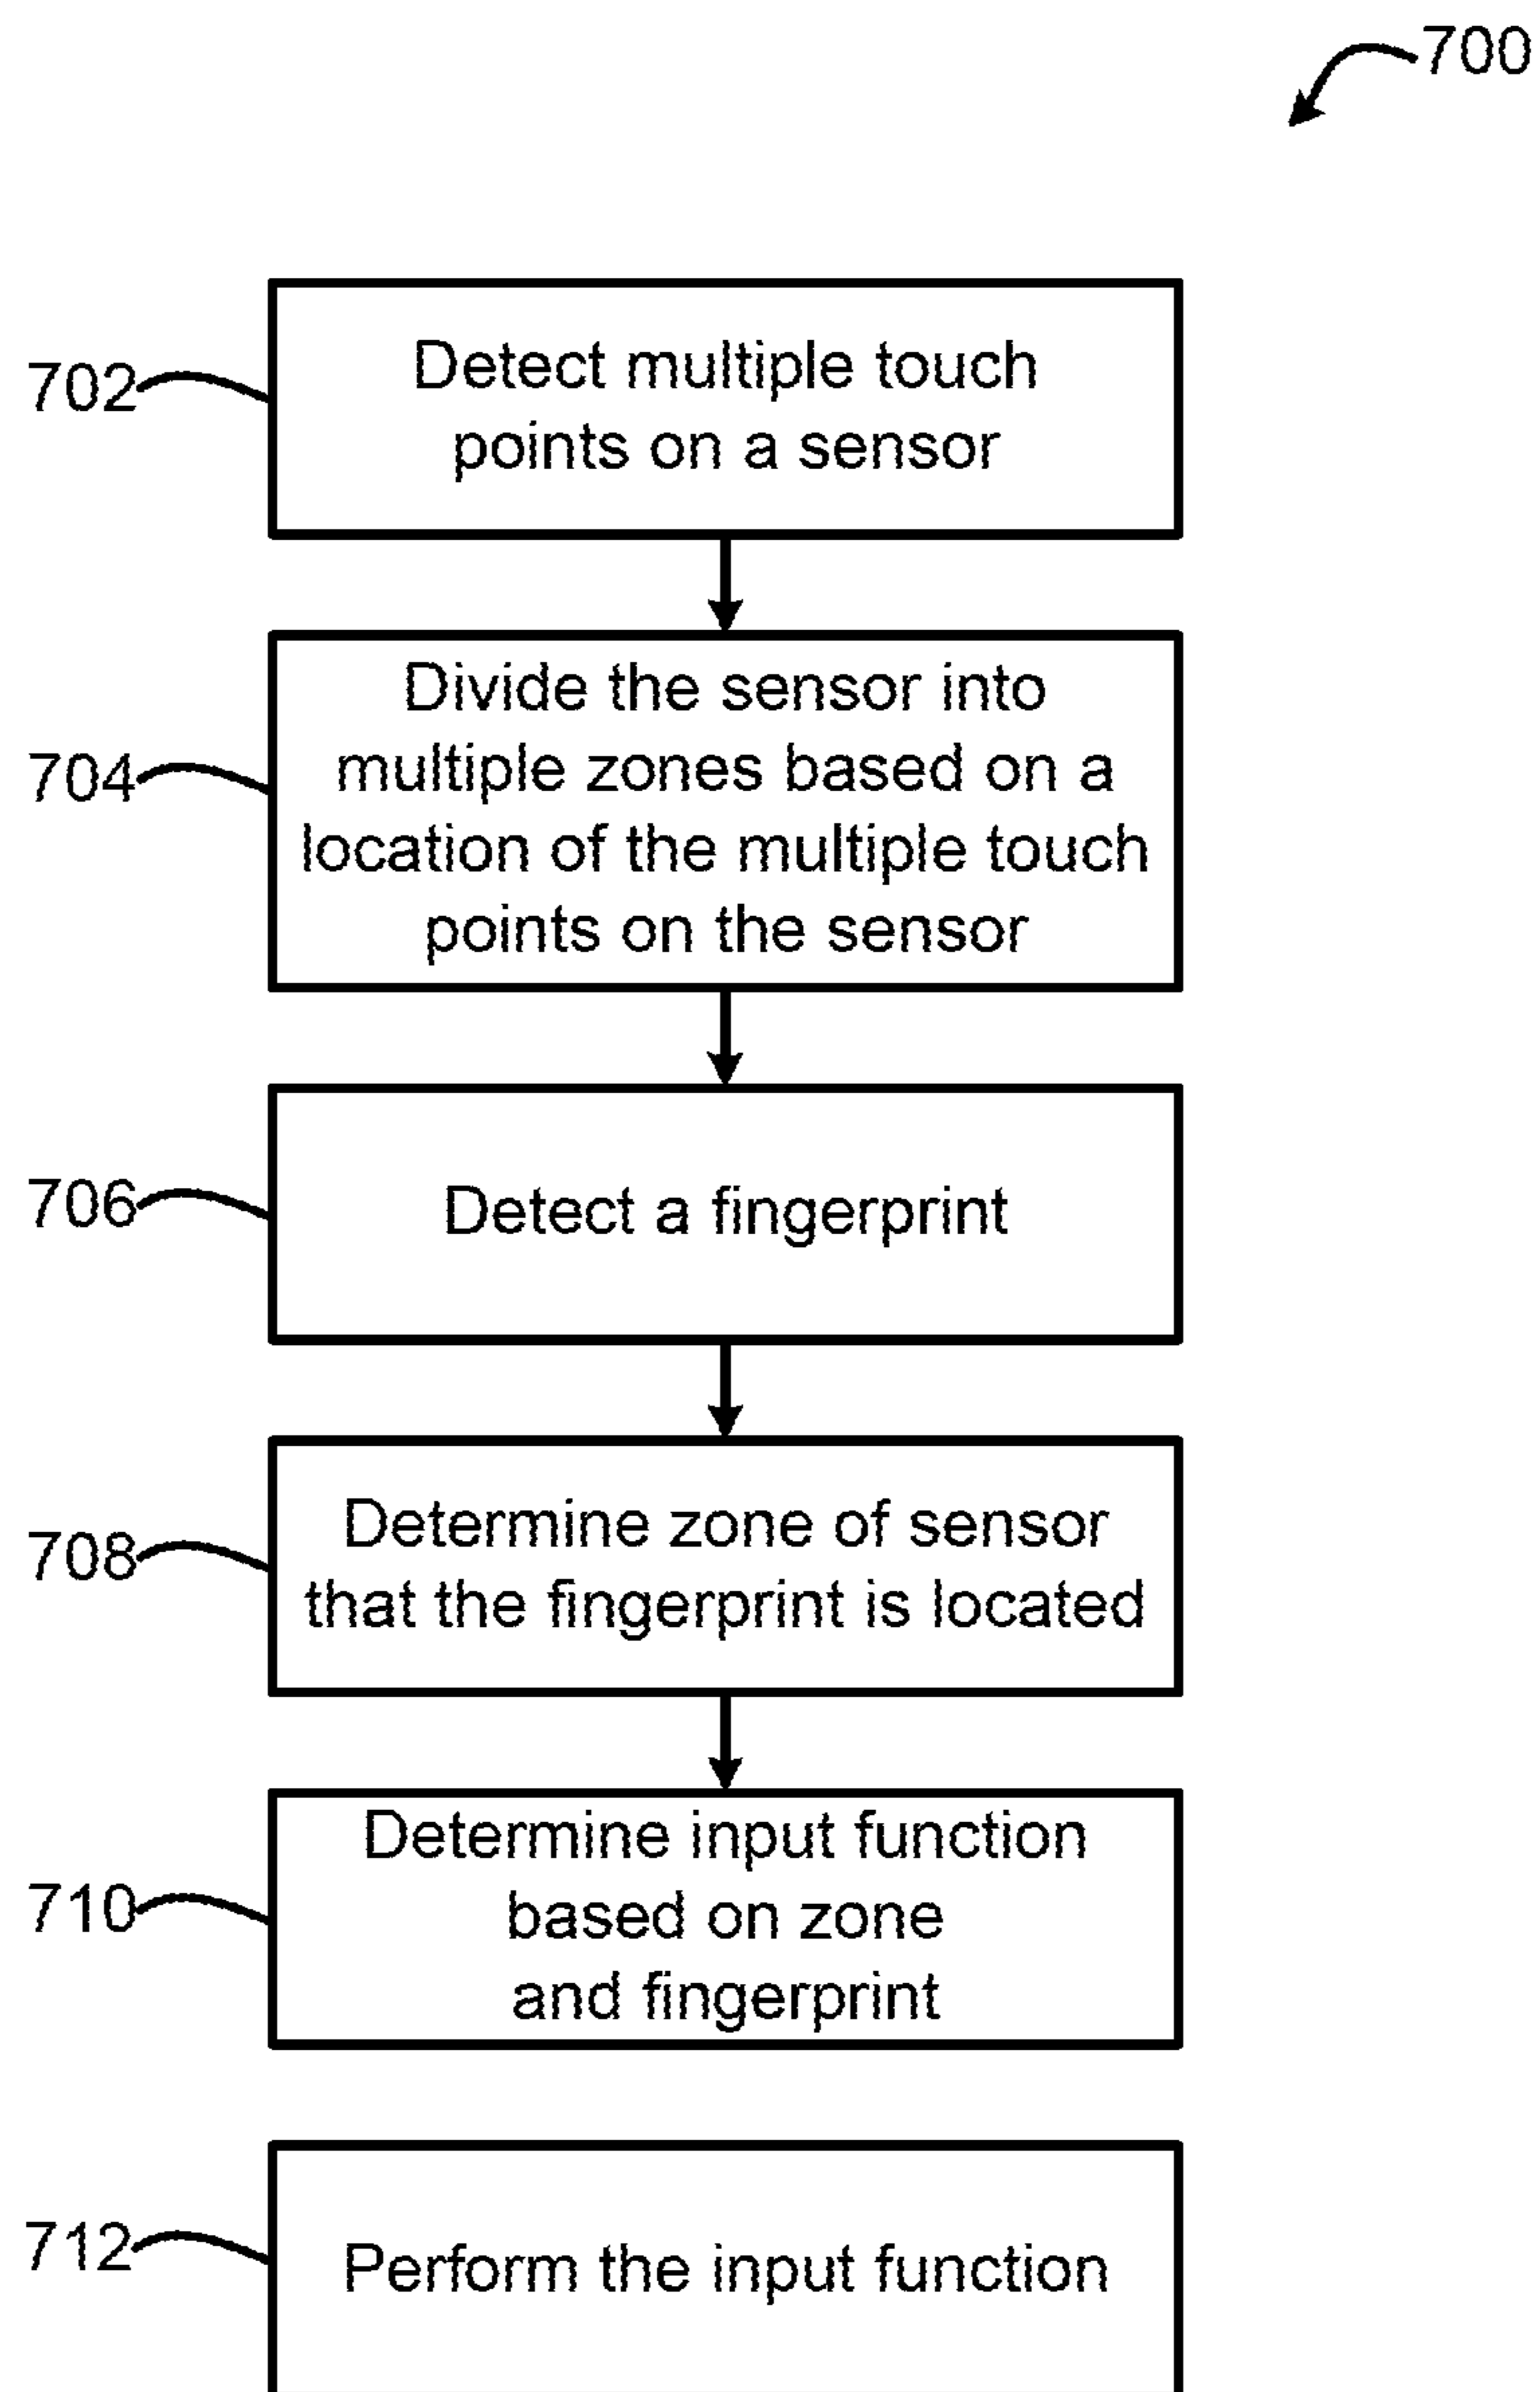 700
702
Detect multiple touch
points on a sensor
704
Divide the sensor into
multiple zones based on a
location of the multiple touch
points on the sensor
706
Detect a fingerprint
708
Determine zone of sensor
that the fingerprint is located
710
Determine input function
based on zone
and fingerprint
712
Perform the input function